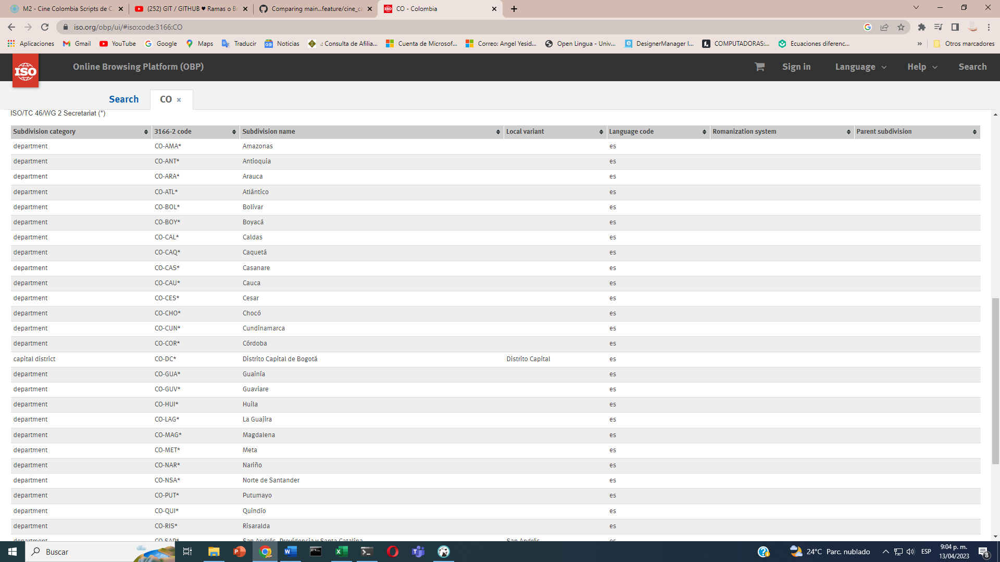 M2 - Cine Colombia Scripts de Ca
(252) GIT / GITHUB ♥ Ramas o Br
Comparing main...feature/cine_ca
CO - Colombia
iso.org/obp/ui/#iso:code:3166:CO
Aplicaciones
Gmail
YouTube
Google
Maps
Traducir
Noticias
.: Consulta de Afilia...
Cuenta de Microsof...
Correo: Angel Yesid...
Open Lingua - Univ...
DesignerManager I...
COMPUTADORAS:...
Ecuaciones diferenc...
»
Otros marcadores
ISO
Online Browsing Platform (OBP)
Sign in
Language
Help
Search
Search
CO ×
ISO/TC 46/WG 2 Secretariat (*)
Subdivision category 3166-2 code Subdivision name Local variant Language code Romanization system Parent subdivision
department CO-AMA* Amazonas es
department CO-ANT* Antioquia es
department CO-ARA* Arauca es
department CO-ATL* Atlántico es
department CO-BOL* Bolívar es
department CO-BOY* Boyacá es
department CO-CAL* Caldas es
department CO-CAQ* Caquetá es
department CO-CAS* Casanare es
department CO-CAU* Cauca es
department CO-CES* Cesar es
department CO-CHO* Chocó es
department CO-CUN* Cundinamarca es
department CO-COR* Córdoba es
capital district CO-DC* Distrito Capital de Bogotá Distrito Capital es
department CO-GUA* Guainía es
department CO-GUV* Guaviare es
department CO-HUI* Huila es
department CO-LAG* La Guajira es
department CO-MAG* Magdalena es
department CO-MET* Meta es
department CO-NAR* Nariño es
department CO-NSA* Norte de Santander es
department CO-PUT* Putumayo es
department CO-QUI* Quindío es
department CO-RIS* Risaralda es
department CO-SAP* San Andrés, Providencia y Santa Catalina San Andrés es
Buscar
24°C Parc. nublado
ESP
9:04 p. m.
13/04/2023
8